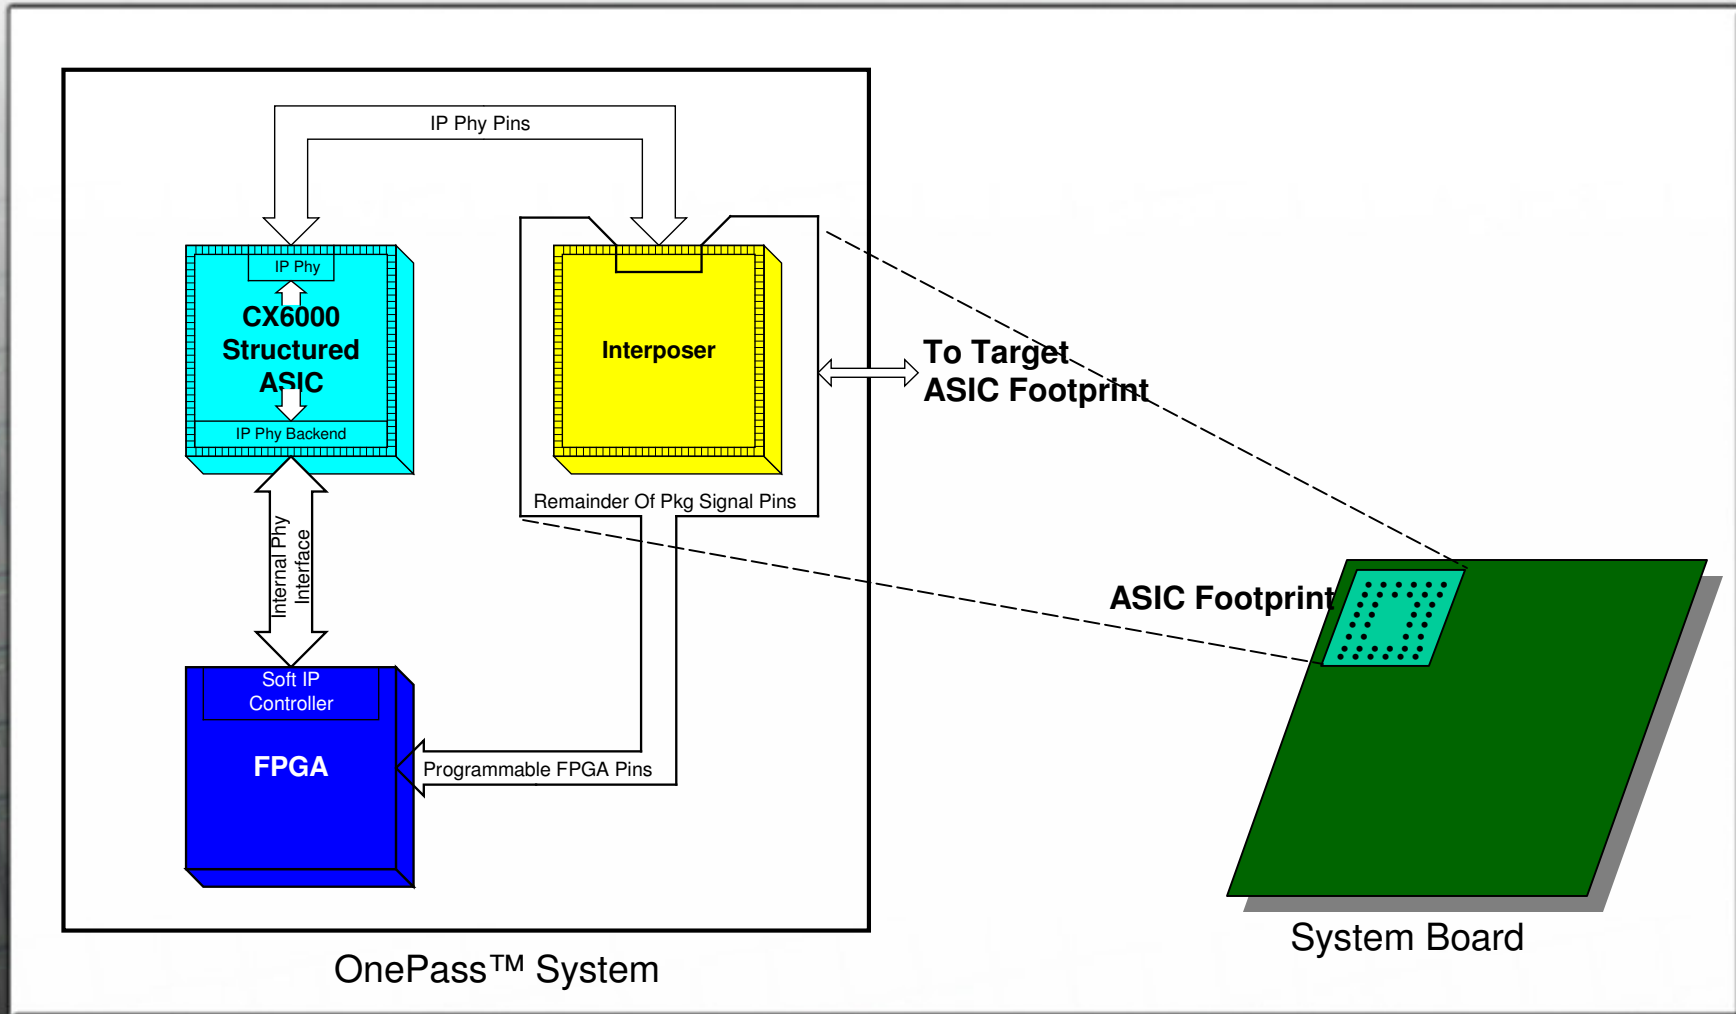 IP Phy Pins
IP Phy
CX6000
Structured
ASIC
IP Phy Backend
Interposer
To Target
ASIC Footprint
Remainder Of Pkg Signal Pins
Internal Phy
Interface
ASIC Footprint
Soft IP
Controller
FPGA
Programmable FPGA Pins
OnePass™ System
System Board